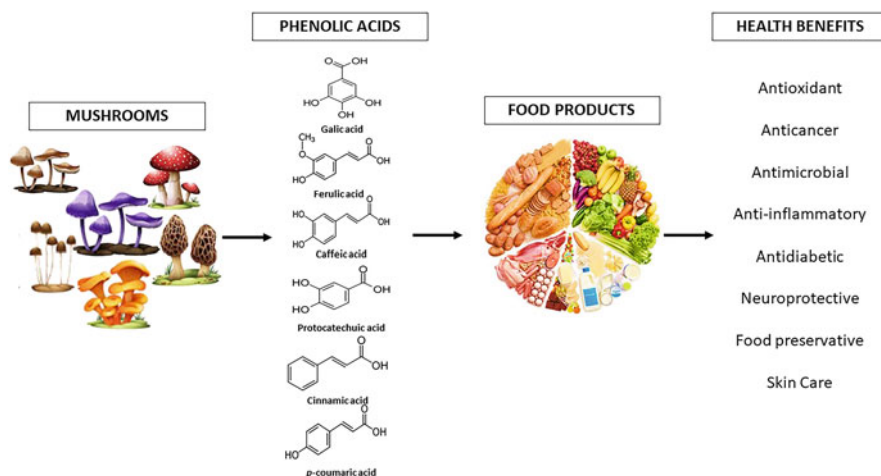 PHENOLIC ACIDS
HEALTH BENEFITS
MUSHROOMS
FOOD PRODUCTS
O
OH
HO
OH
OH
Galic acid
CH₃
O
O
OH
HO
Ferulic acid
O
HO
OH
HO
Caffeic acid
O
HO
OH
HO
Protocatechuic acid
O
OH
Cinnamic acid
O
OH
HO
p-coumaric acid
Antioxidant
Anticancer
Antimicrobial
Anti-inflammatory
Antidiabetic
Neuroprotective
Food preservative
Skin Care